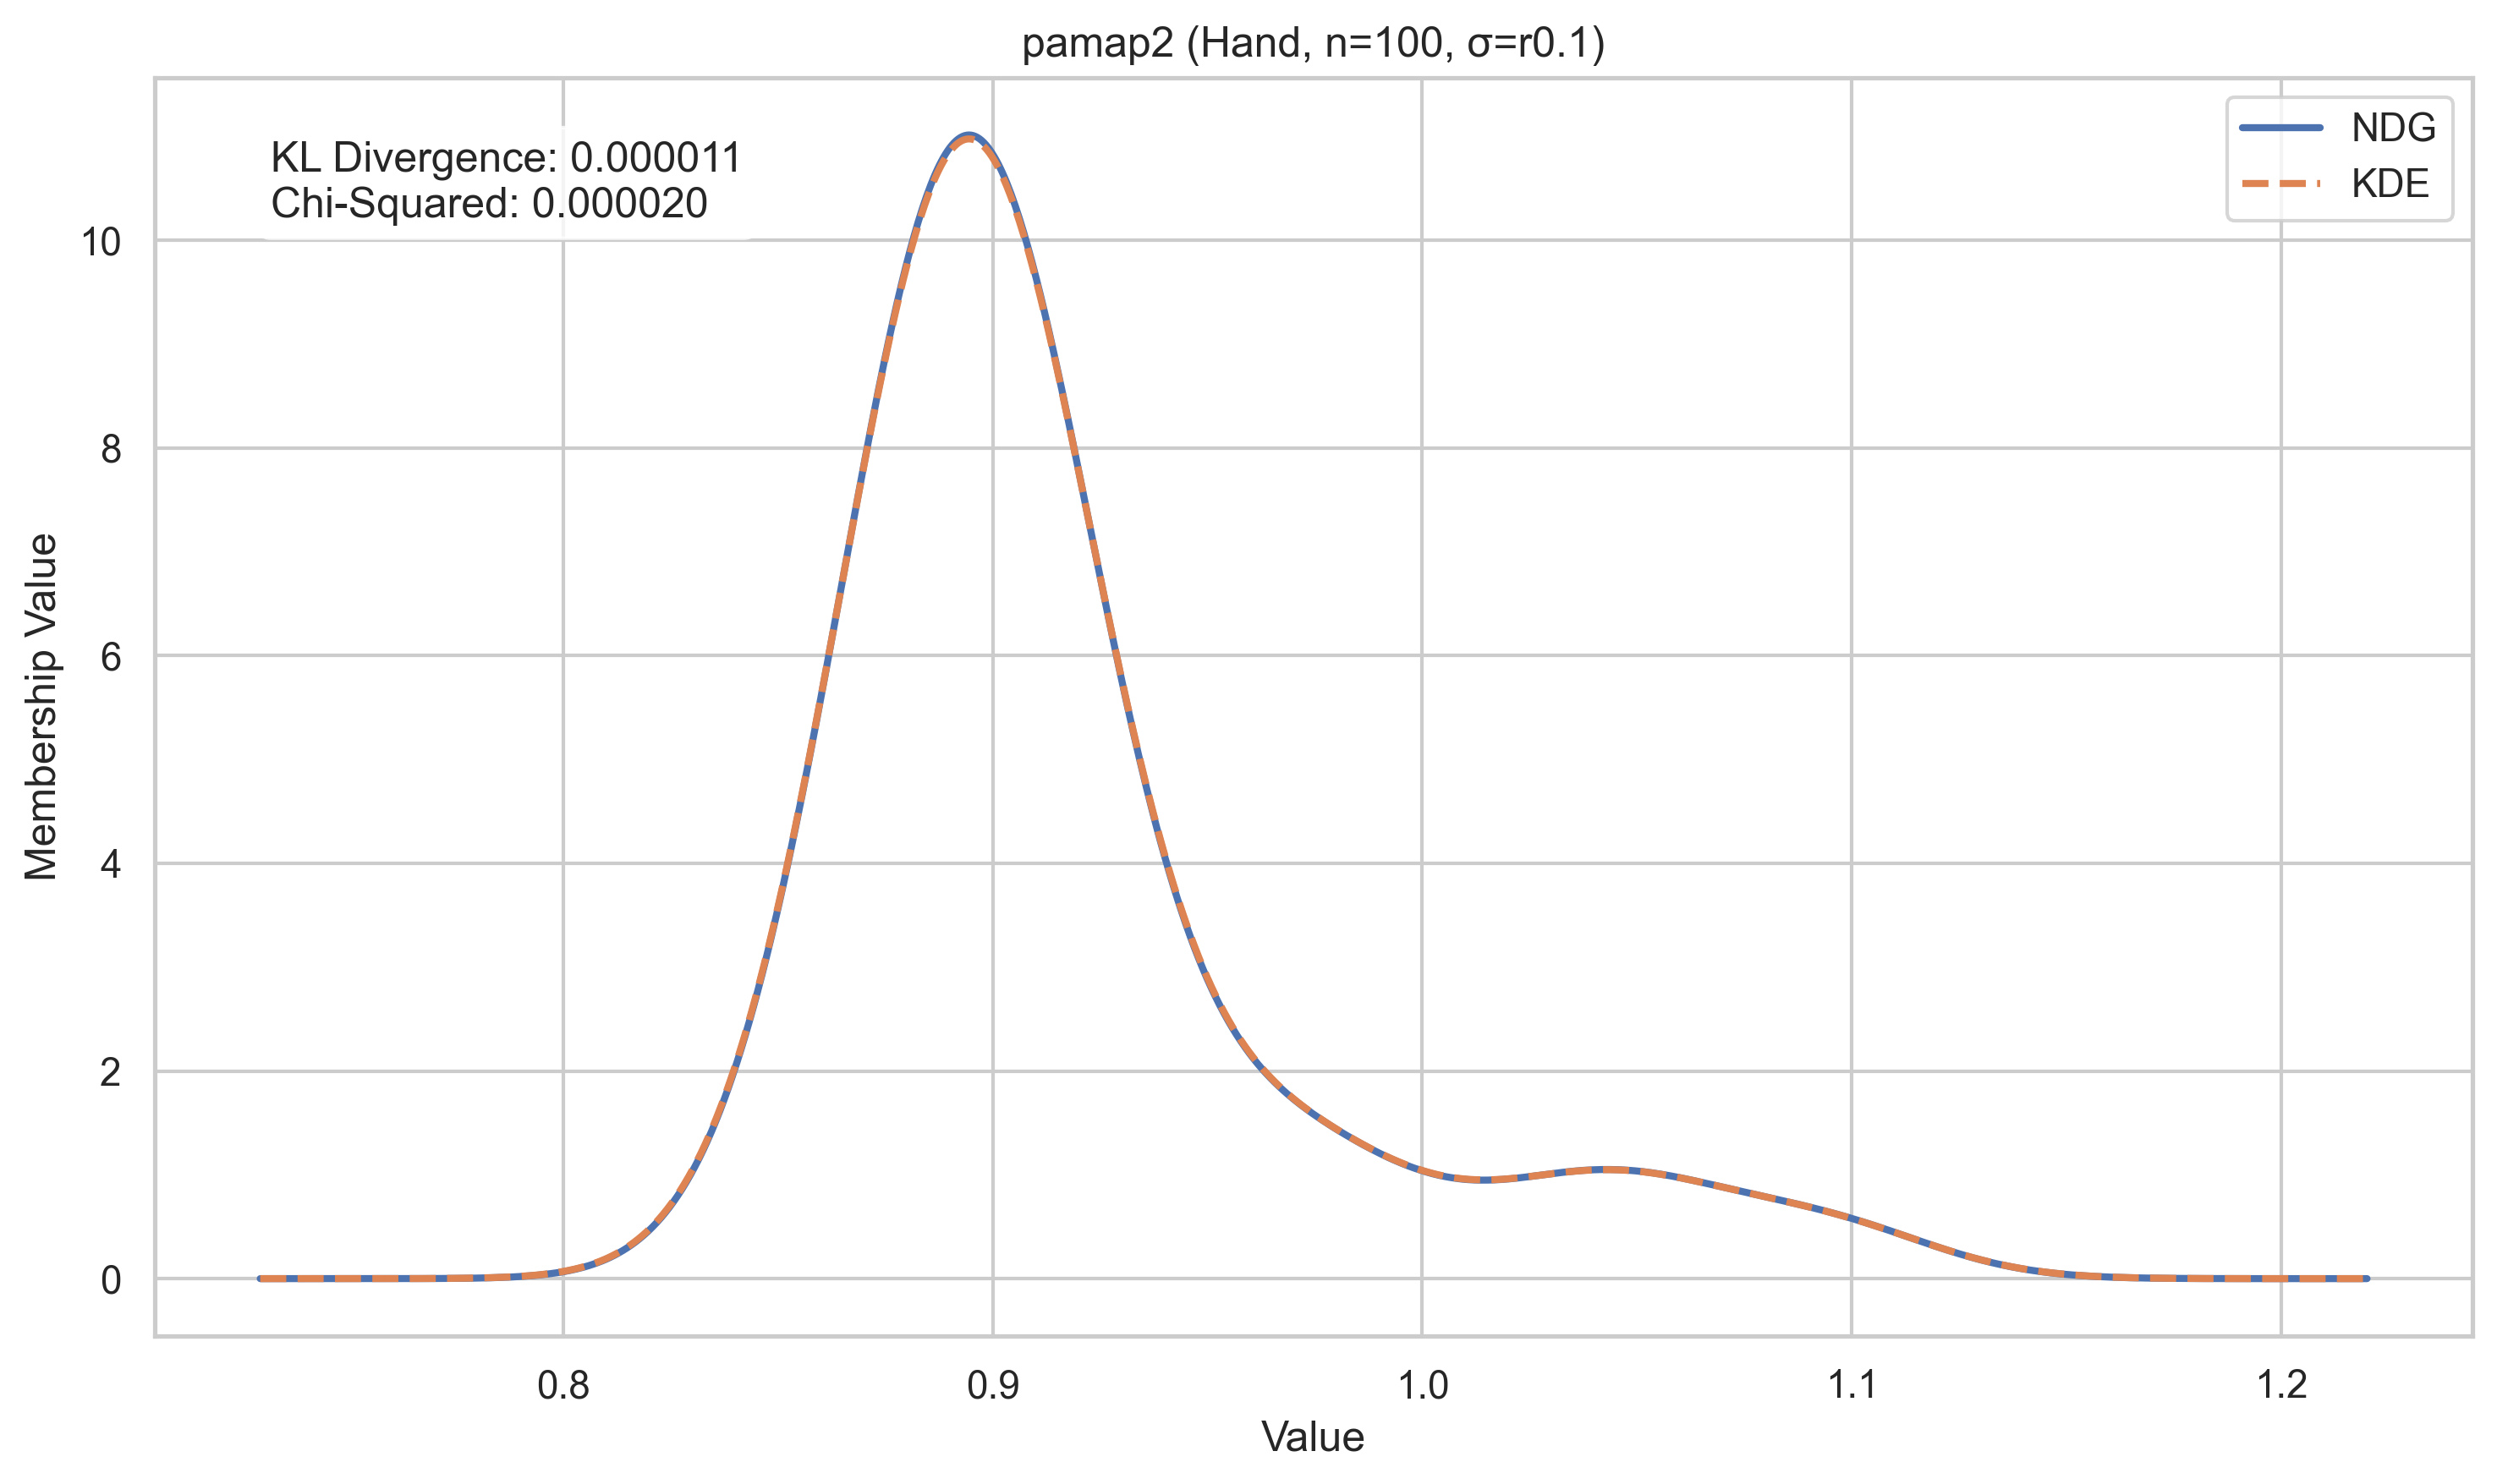 pamap2 (Hand, n=100, σ=r0.1)
KL Divergence: 0.000011
Chi-Squared: 0.000020
NDG
KDE
10
8
6
4
2
0
Membership Value
0.8
0.9
1.0
1.1
1.2
Value